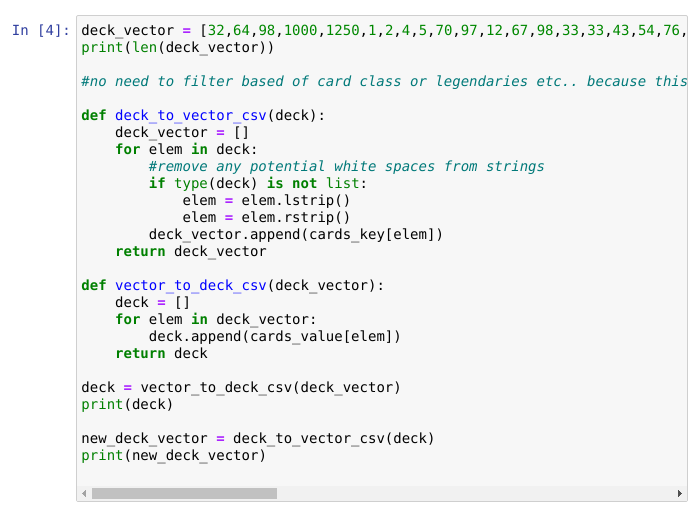 In [4]: deck_vector = [32,64,98,1000,1250,1,2,4,5,70,97,12,67,98,33,33,43,54,76,
print(len(deck_vector))
#no need to filter based of card class or legendaries etc.. because this
def deck_to_vector_csv(deck):
    deck_vector = []
    for elem in deck:
        #remove any potential white spaces from strings
        if type(deck) is not list:
            elem = elem.lstrip()
            elem = elem.rstrip()
        deck_vector.append(cards_key[elem])
    return deck_vector
def vector_to_deck_csv(deck_vector):
    deck = []
    for elem in deck_vector:
        deck.append(cards_value[elem])
    return deck
deck = vector_to_deck_csv(deck_vector)
print(deck)
new_deck_vector = deck_to_vector_csv(deck)
print(new_deck_vector)